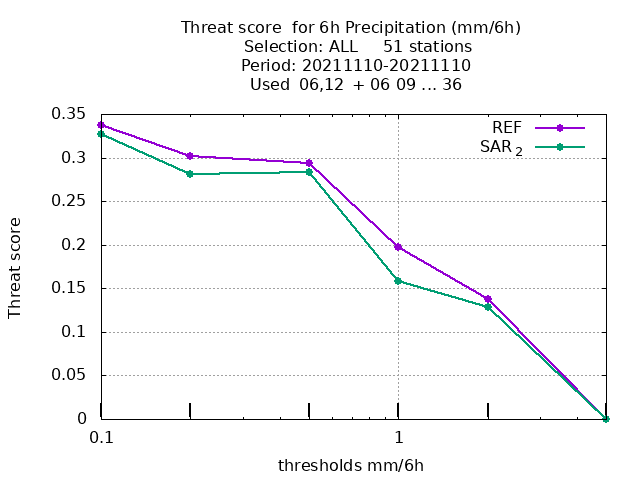 Threat score  for 6h Precipitation (mm/6h)
Selection: ALL     51 stations
Period: 20211110-20211110
Used  06,12  + 06 09 ... 36
0.35
0.3
0.25
0.2
0.15
0.1
0.05
0
Threat score
REF
SAR 2
0.1
1
thresholds mm/6h